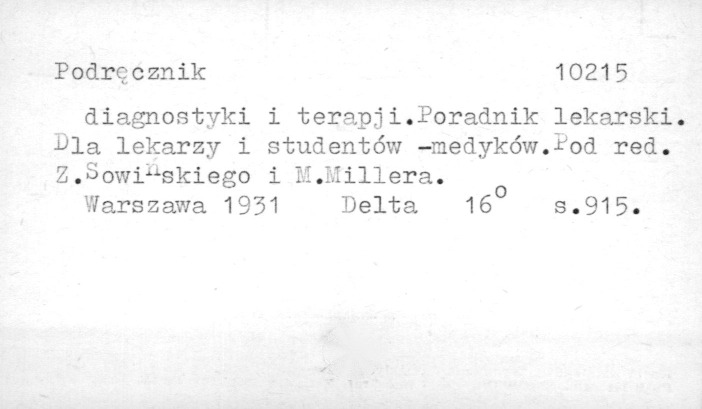 Podręcznik 10215
diagnostyki i terapji.Poradnik lekarski.
Dla lekarzy i studentów -medyków.Pod red.
Z.Sowińskiego i M.Millera.
Warszawa 1931 Delta 16° s.915.